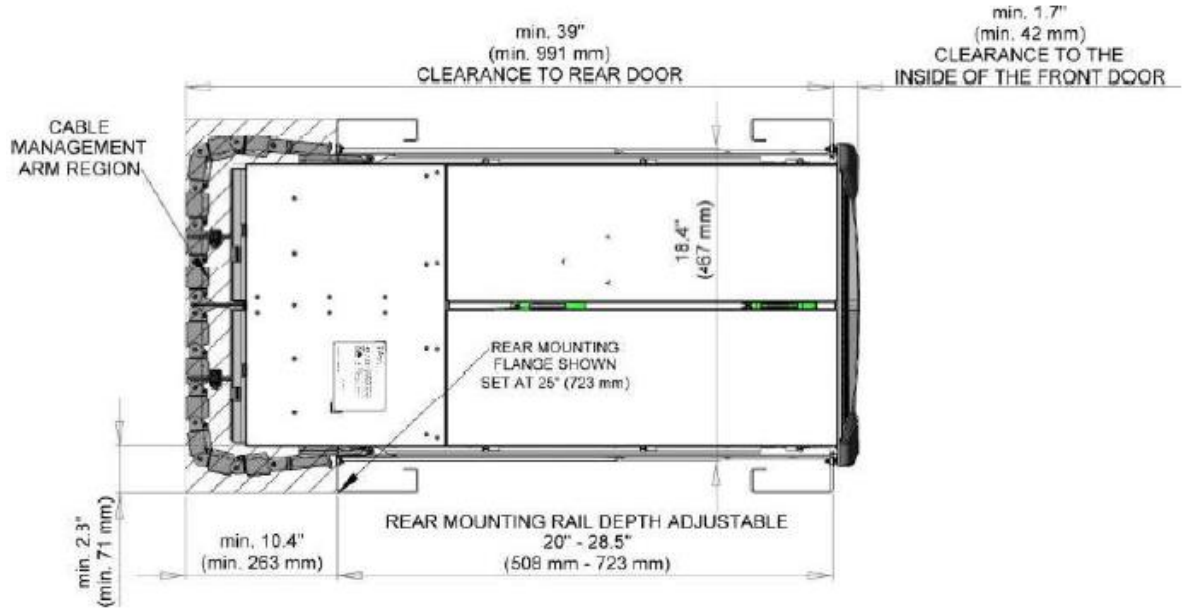 min. 39"
(min. 991 mm)
CLEARANCE TO REAR DOOR
min. 1.7"
(min. 42 mm)
CLEARANCE TO THE
INSIDE OF THE FRONT DOOR
CABLE
MANAGEMENT
ARM REGION
18.4"
(467 mm)
REAR MOUNTING
FLANGE SHOWN
SET AT 25" (723 mm)
REAR MOUNTING RAIL DEPTH ADJUSTABLE
20" - 28.5"
(508 mm - 723 mm)
min. 10.4"
(min. 263 mm)
min. 2.8"
(min. 71 mm)